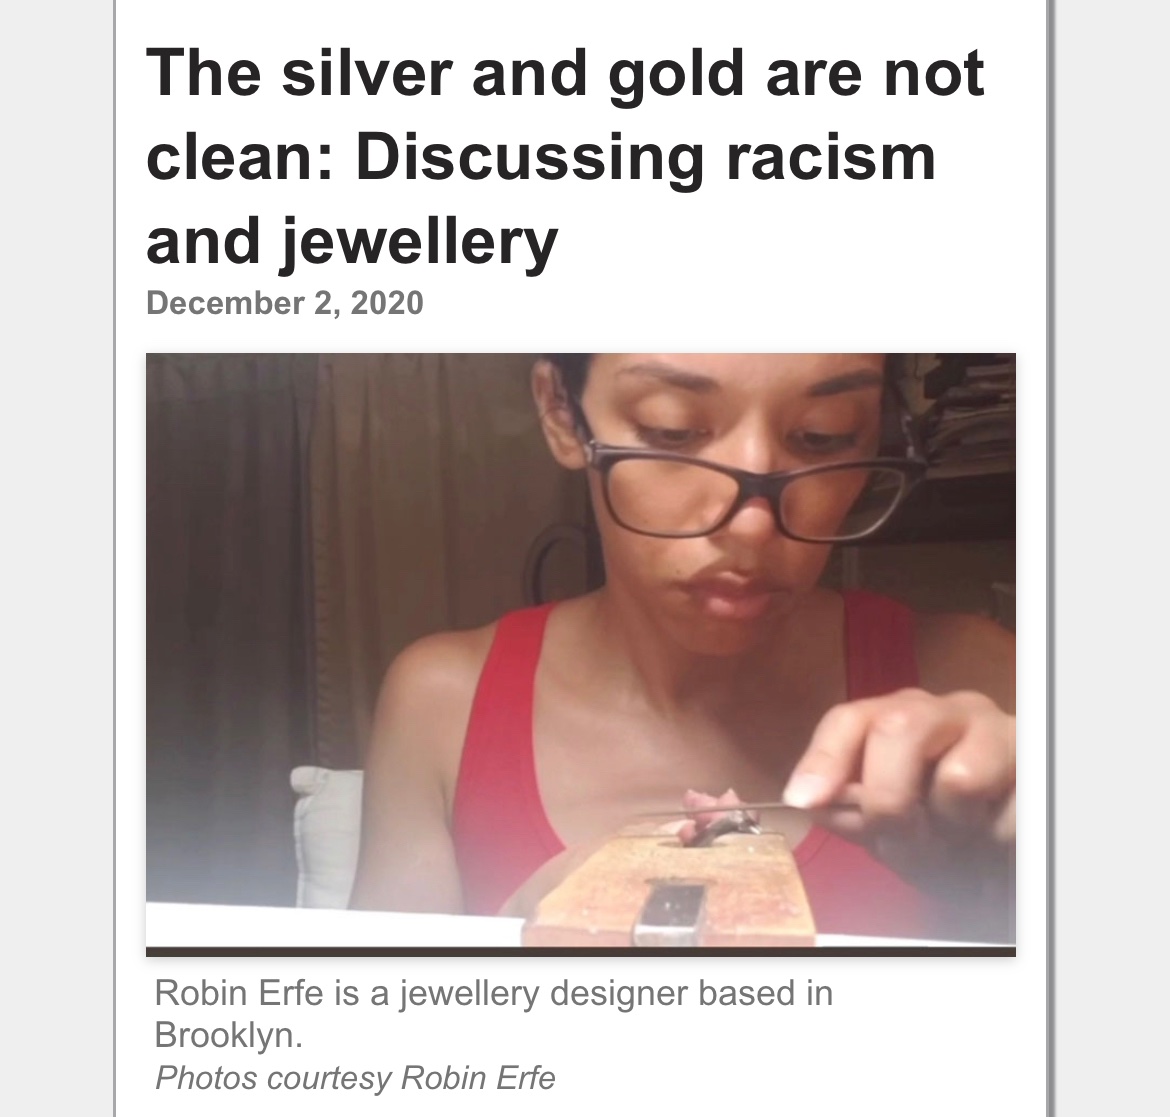 The silver and gold are not
clean: Discussing racism
and jewellery
December 2, 2020
Robin Erfe is a jewellery designer based in
Brooklyn.
Photos courtesy Robin Erfe